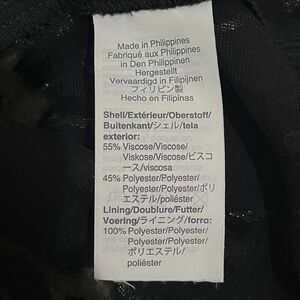 Made in Philippines
Fabriqué aux Philippines
in Den Philippinen
Hergestellt
Vervaardigd in Filipijnen
フィリピン製
Hecho en Filipinas
Shell/Extérieur/Oberstoff/
Buitenkant/シェル/tela
exterior:
55% Viscose/Viscose/
Viskose/Viscose/ビスコ
ース/viscosa
45% Polyester/Polyester/
Polyester/Polyester/ポリ
エステル/poliéster
Lining/Doublure/Futter/
Voering/ライニング/forro:
100% Polyester/Polyester/
Polyester/Polyester/
ポリエステル/
poliéster